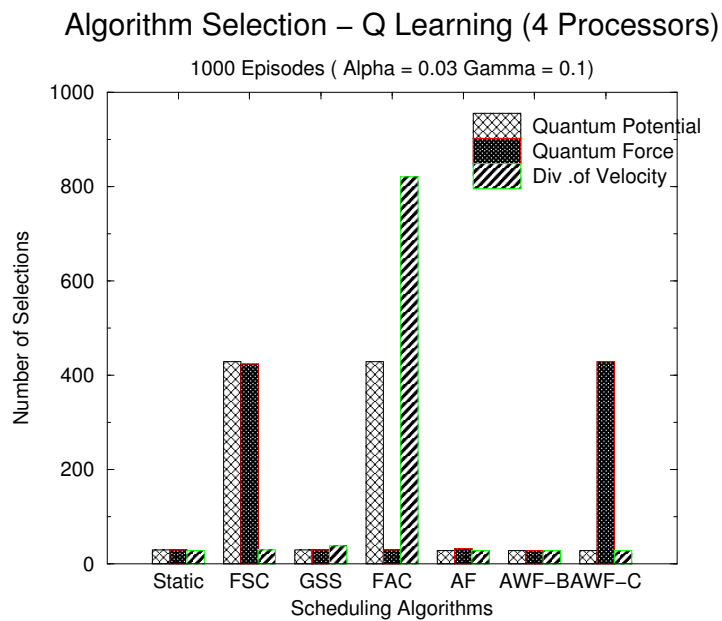 Algorithm Selection − Q Learning (4 Processors)
1000 Episodes ( Alpha = 0.03 Gamma = 0.1)
1000
800
600
400
200
0
Number of Selections
Quantum Potential
Quantum Force
Div .of Velocity
Static FSC GSS FAC AF AWF−B AWF−C
Scheduling Algorithms